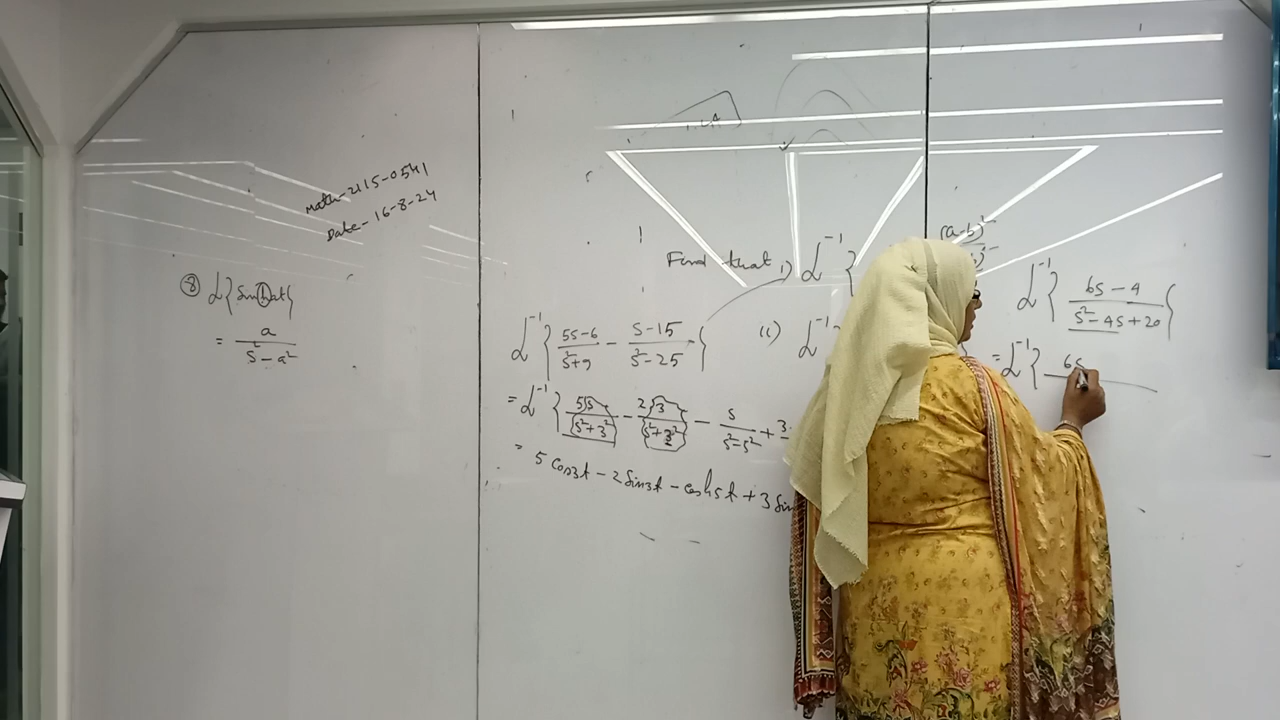 Math-2115-0541
Date-16-8-24
⑧ L{Sinhat}
= a/(s²-a²)
Find that i) L⁻¹{
L⁻¹{(5s-6)/(s²+9) - (s-15)/(s²-25)}
= L⁻¹{5s/(s²+3²) - 2·3/(s²+3²) - s/(s²-5²) + 3
= 5 cos3t - 2 Sin3t - cosh5t + 3 Sin
(ii) L⁻¹
(a-b)²
L⁻¹{(6s-4)/(s²-4s+20)}
= L⁻¹{ 6s